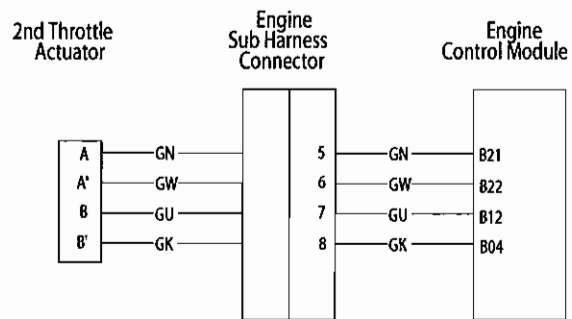 2nd Throttle
Actuator
Engine
Sub Harness
Connector
Engine
Control Module
A GN 5 GN B21
A' GW 6 GW B22
B GU 7 GU B12
B' GK 8 GK B04